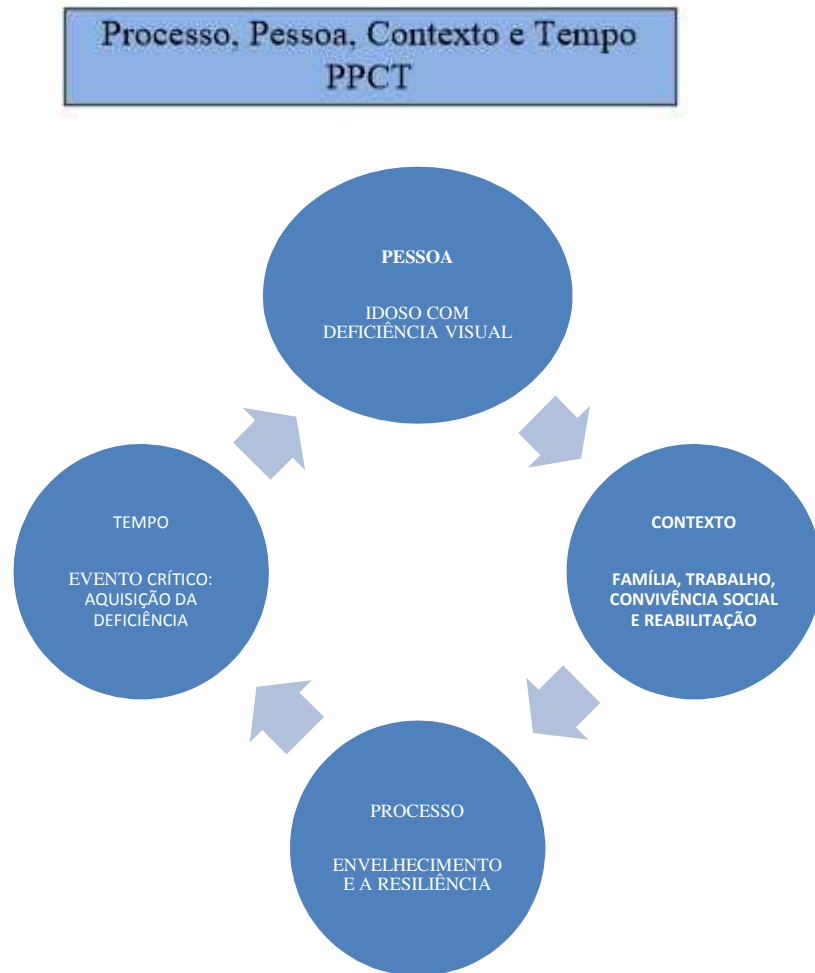 Processo, Pessoa, Contexto e Tempo
PPCT
PESSOA
IDOSO COM
DEFICIÊNCIA VISUAL
TEMPO
EVENTO CRÍTICO:
AQUISIÇÃO DA
DEFICIÊNCIA
CONTEXTO
FAMÍLIA, TRABALHO,
CONVIVÊNCIA SOCIAL
E REABILITAÇÃO
PROCESSO
ENVELHECIMENTO
E A RESILIÊNCIA